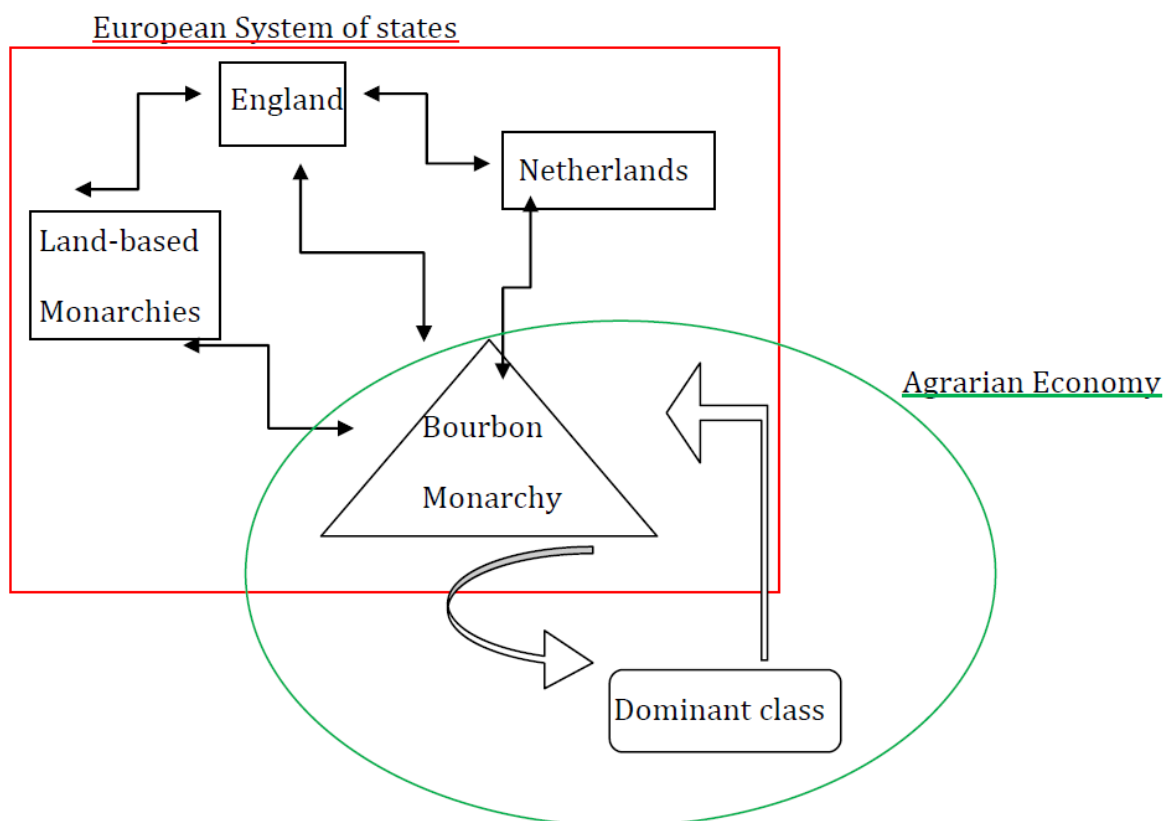 European System of states
England
Netherlands
Land-based
Monarchies
Agrarian Economy
Bourbon
Monarchy
Dominant class